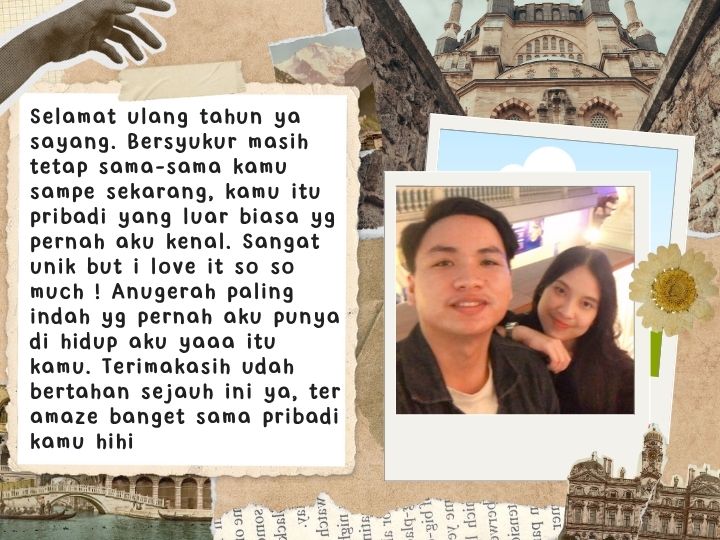 Selamat ulang tahun ya
sayang. Bersyukur masih
tetap sama-sama kamu
sampe sekarang, kamu itu
pribadi yang luar biasa yg
pernah aku kenal. Sangat
unik but i love it so so
much ! Anugerah paling
indah yg pernah aku punya
di hidup aku yaaa itu
kamu. Terimakasih udah
bertahan sejauh ini ya, ter
amaze banget sama pribadi
kamu hihi